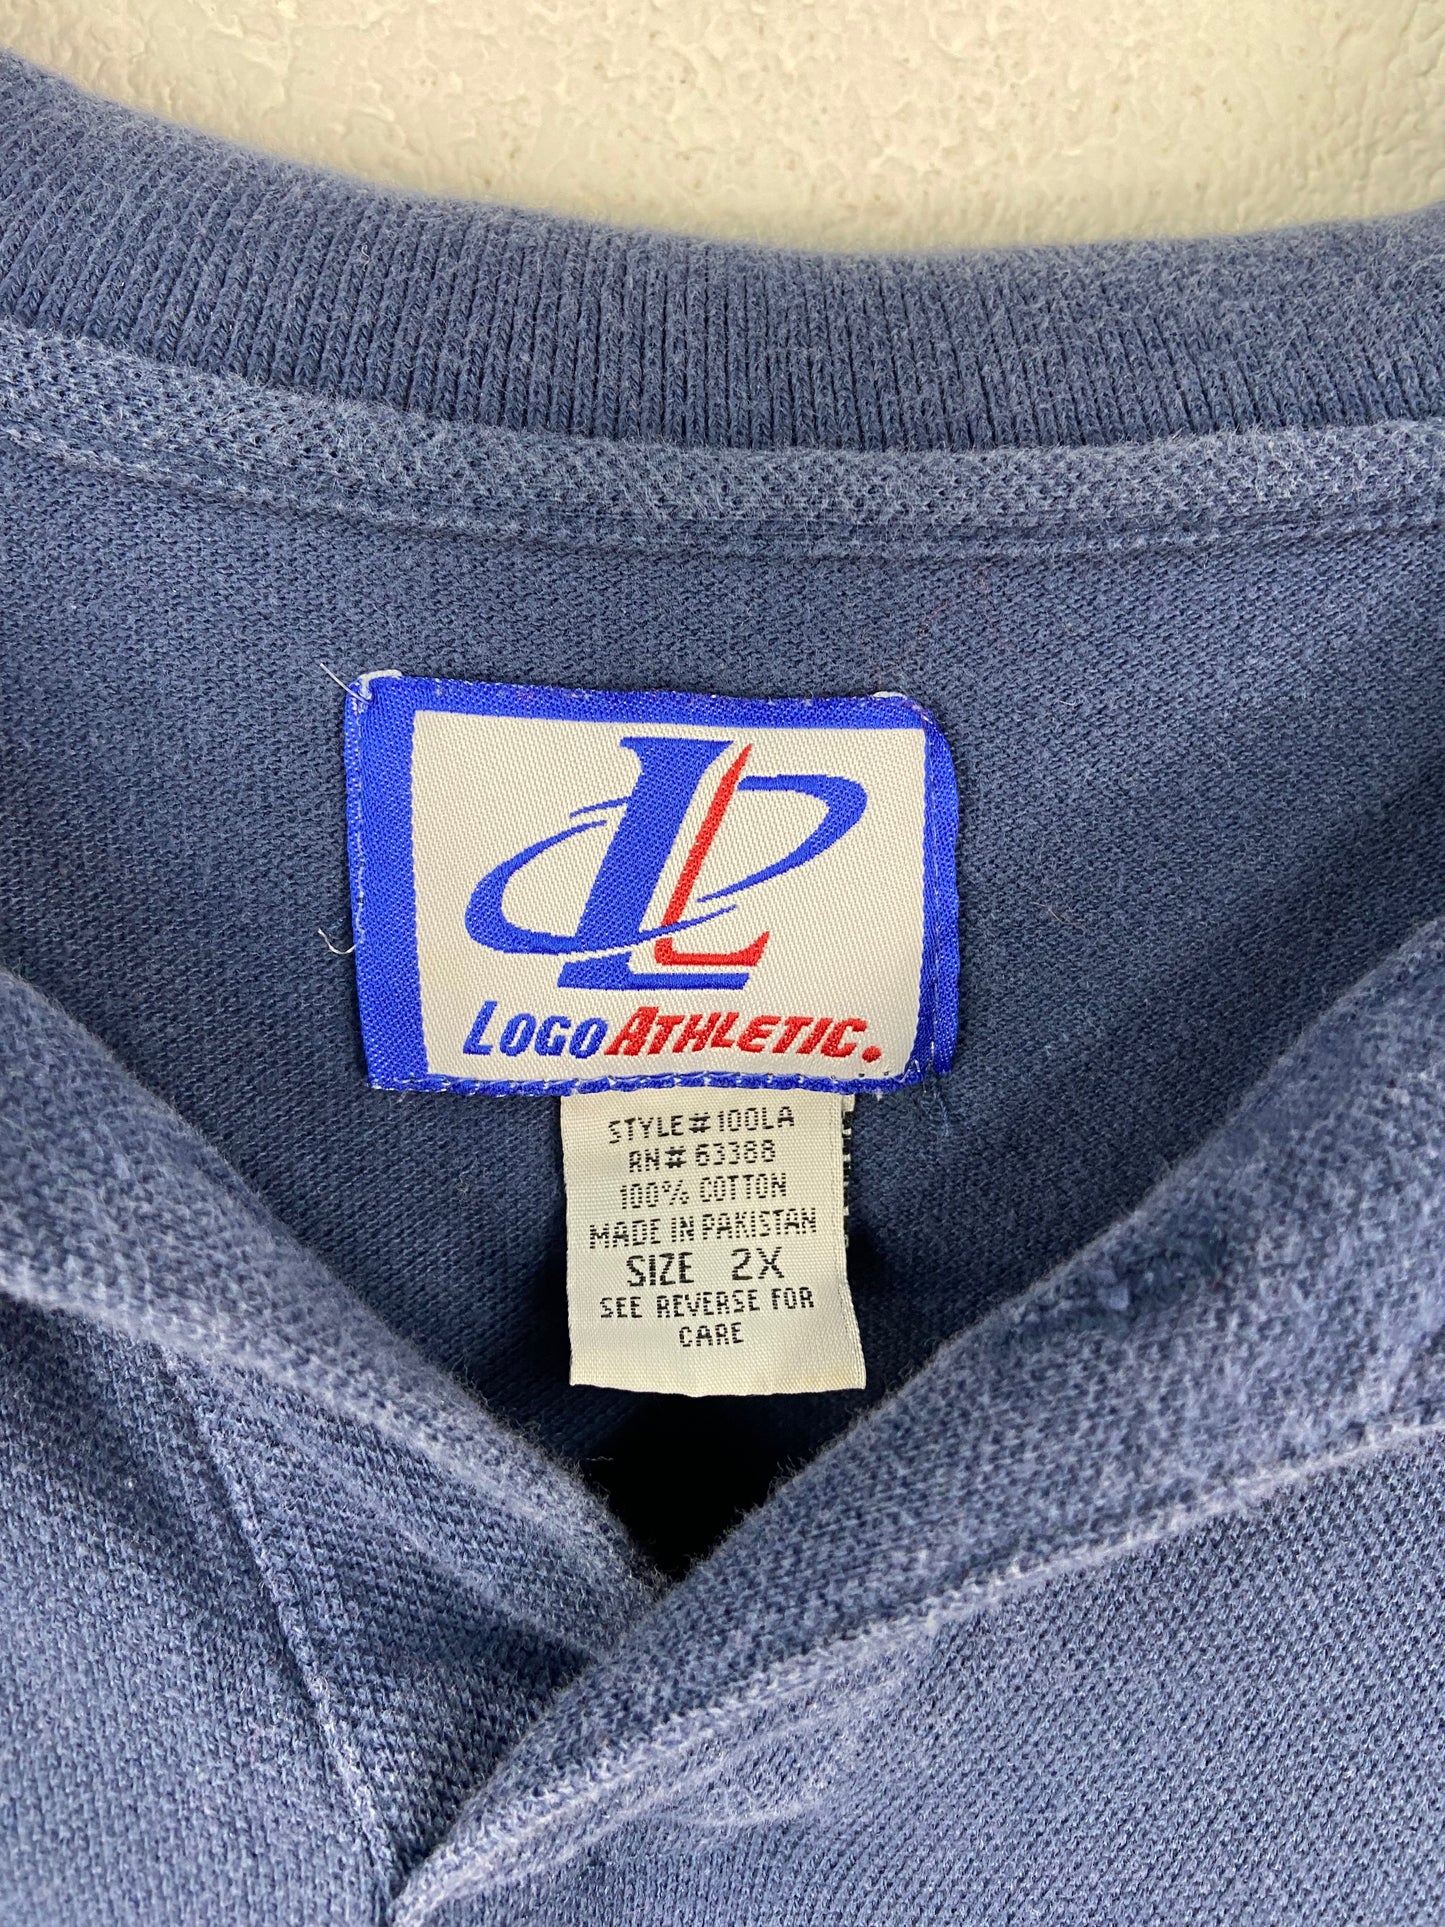 LOGO ATHLETIC.
STYLE# 100LA
RN# 63388
100% COTTON
MADE IN PAKISTAN
SIZE 2X
SEE REVERSE FOR
CARE